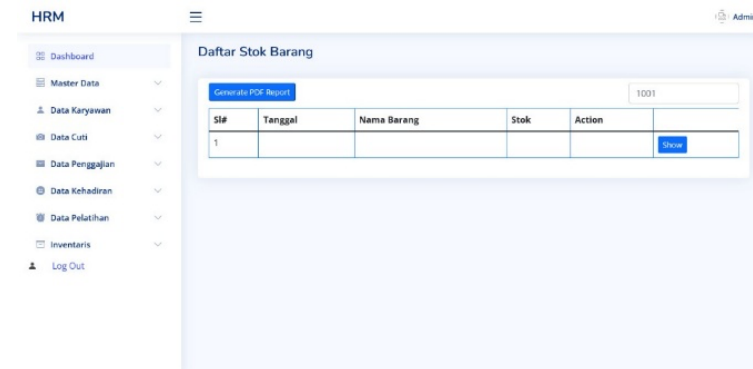 HRM
Admi
Dashboard
Master Data
Data Karyawan
Data Cuti
Data Penggajian
Data Kehadiran
Data Pelatihan
Inventaris
Log Out
Daftar Stok Barang
Generate PDF Report
1001
Sl# Tanggal Nama Barang Stok Action
1 Show